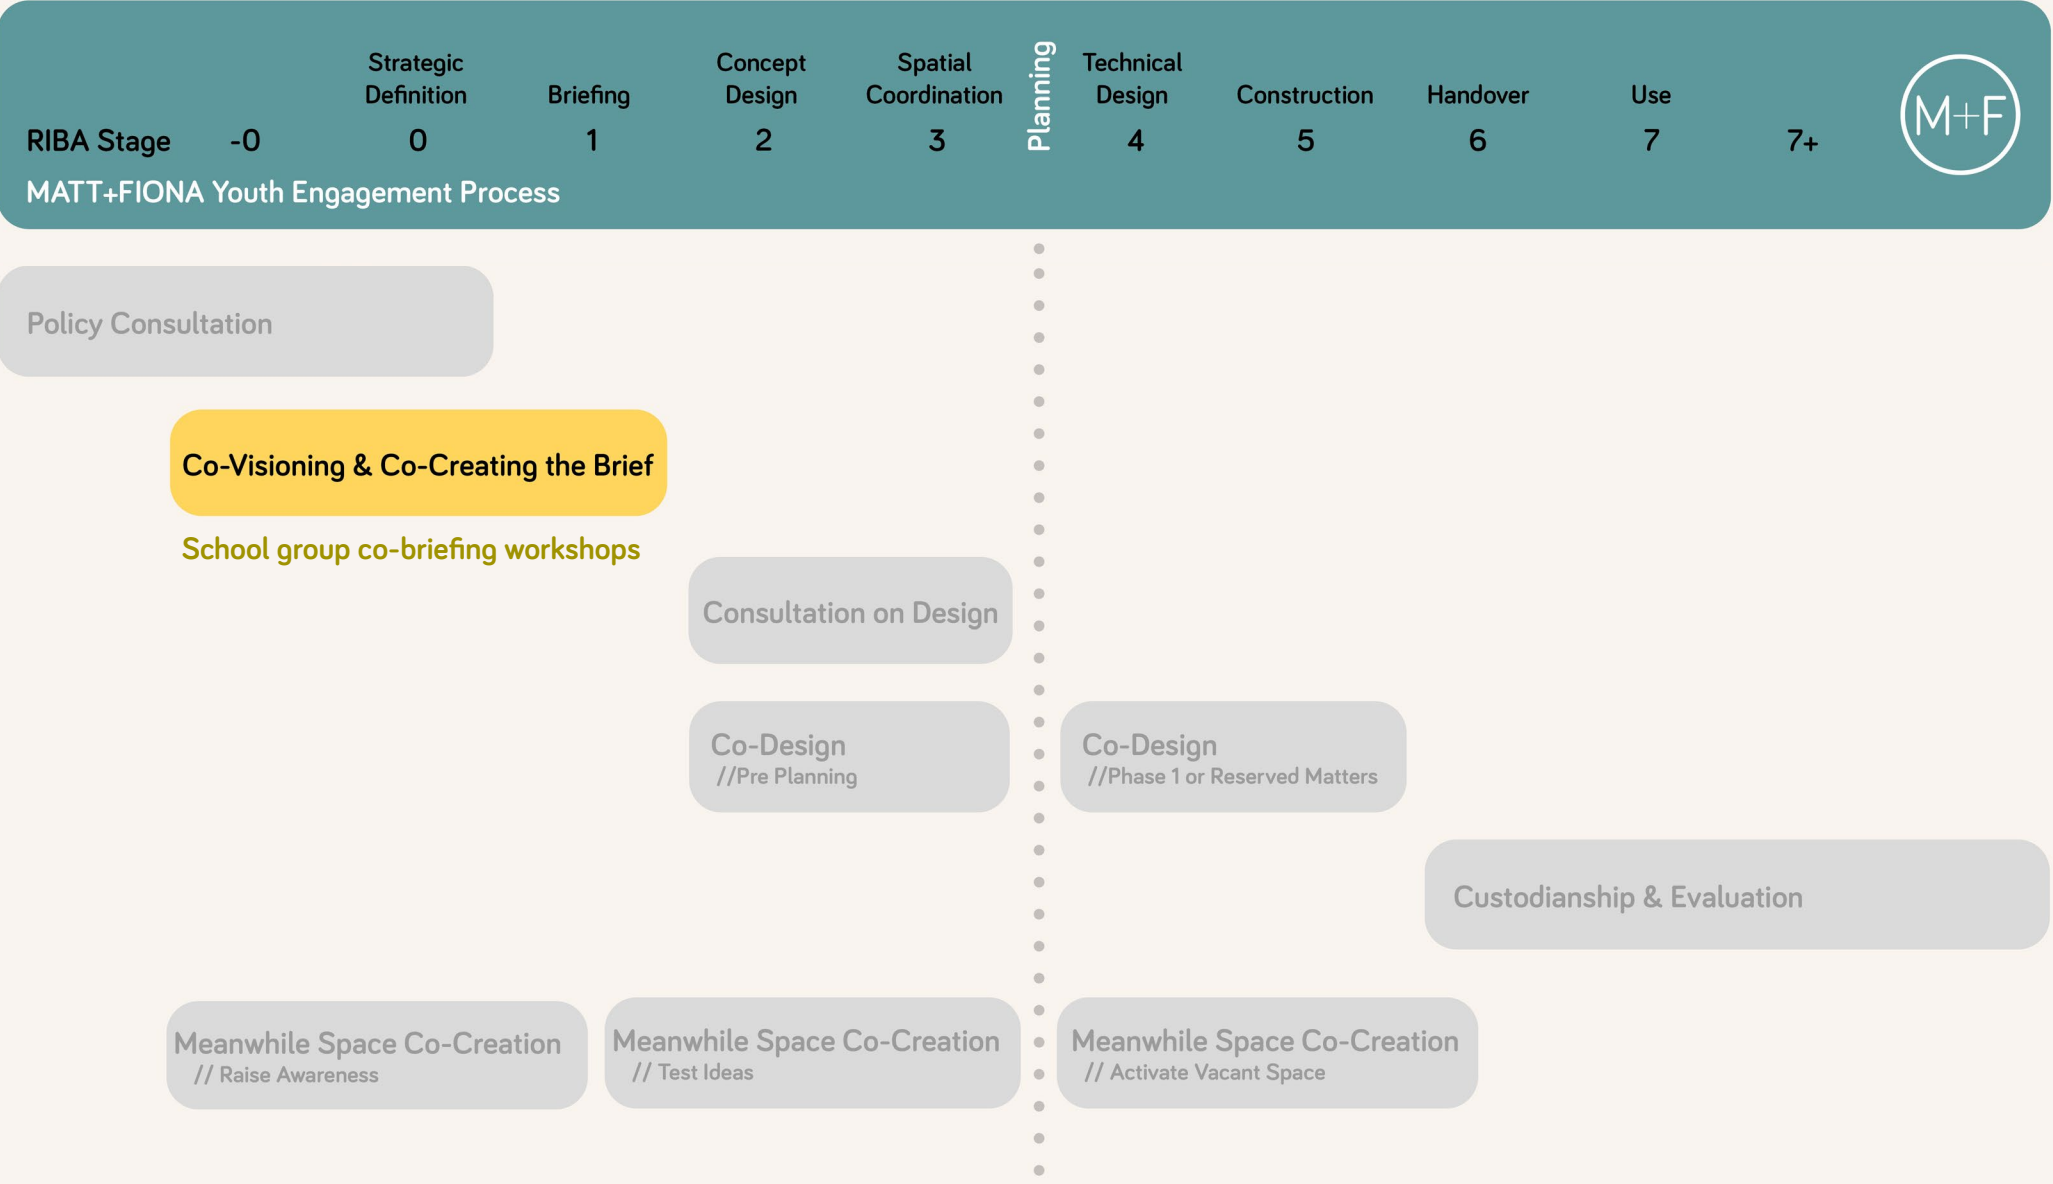 Strategic
Definition
Briefing
Concept
Design
Spatial
Coordination
Planning
Technical
Design
Construction
Handover
Use
RIBA Stage -0 0 1 2 3 4 5 6 7 7+
M+F
MATT+FIONA Youth Engagement Process
Policy Consultation
Co-Visioning & Co-Creating the Brief
School group co-briefing workshops
Consultation on Design
Co-Design
//Pre Planning
Co-Design
//Phase 1 or Reserved Matters
Custodianship & Evaluation
Meanwhile Space Co-Creation
// Raise Awareness
Meanwhile Space Co-Creation
// Test Ideas
Meanwhile Space Co-Creation
// Activate Vacant Space